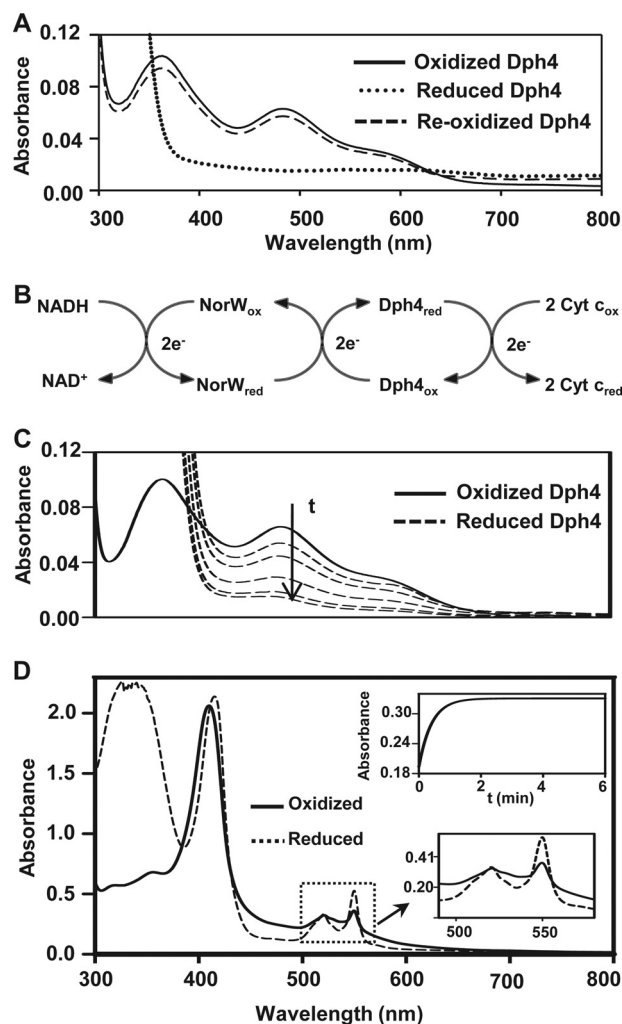 A
0.12
0.08
0.04
0.00
Absorbance
Oxidized Dph4
Reduced Dph4
Re-oxidized Dph4
300 400 500 600 700 800
Wavelength (nm)
B
NADH NorWox Dph4red 2 Cyt cox
2e- 2e- 2e-
NAD+ NorWred Dph4ox 2 Cyt cred
C
0.12
0.08
0.04
0.00
Absorbance
t
Oxidized Dph4
Reduced Dph4
D
2.0
1.5
1.0
0.5
0.0
Absorbance
Oxidized
Reduced
0.30
0.24
0.18
Absorbance
0 2 4 6
t (min)
0.41
0.20
500 550
300 400 500 600 700 800
Wavelength (nm)